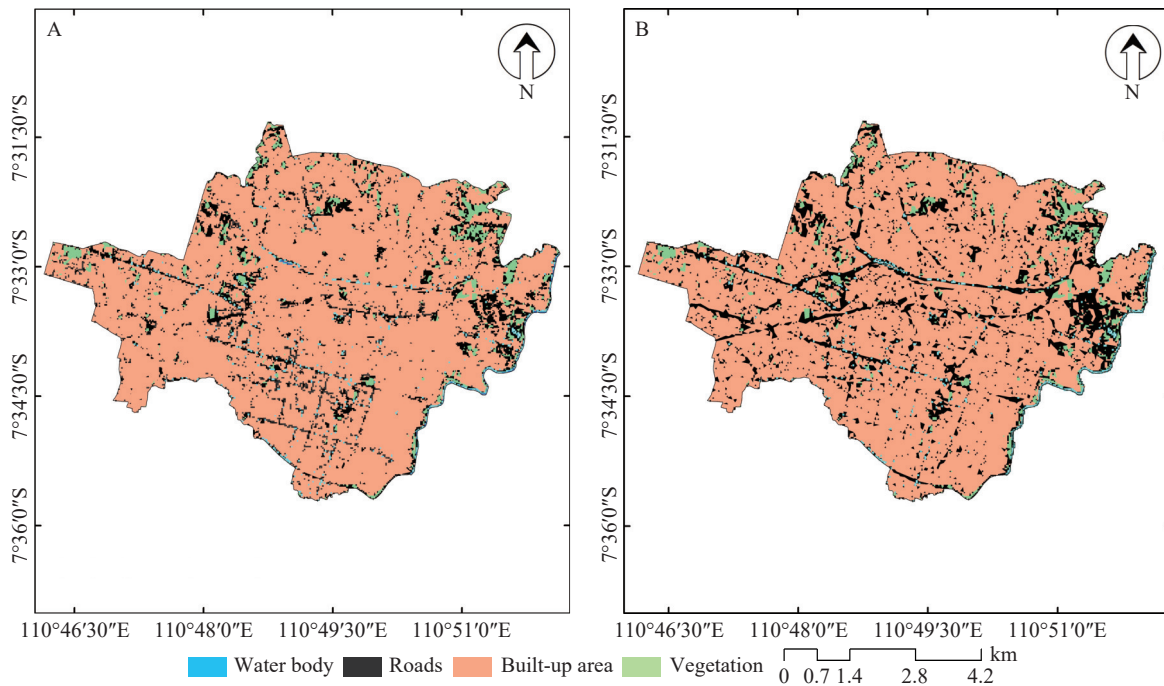 A
N
B
N
7°31′30″S
7°33′0″S
7°34′30″S
7°36′0″S
7°31′30″S
7°33′0″S
7°34′30″S
7°36′0″S
110°46′30″E 110°48′0″E 110°49′30″E 110°51′0″E
110°46′30″E 110°48′0″E 110°49′30″E 110°51′0″E
Water body Roads Built-up area Vegetation
km
0 0.7 1.4 2.8 4.2